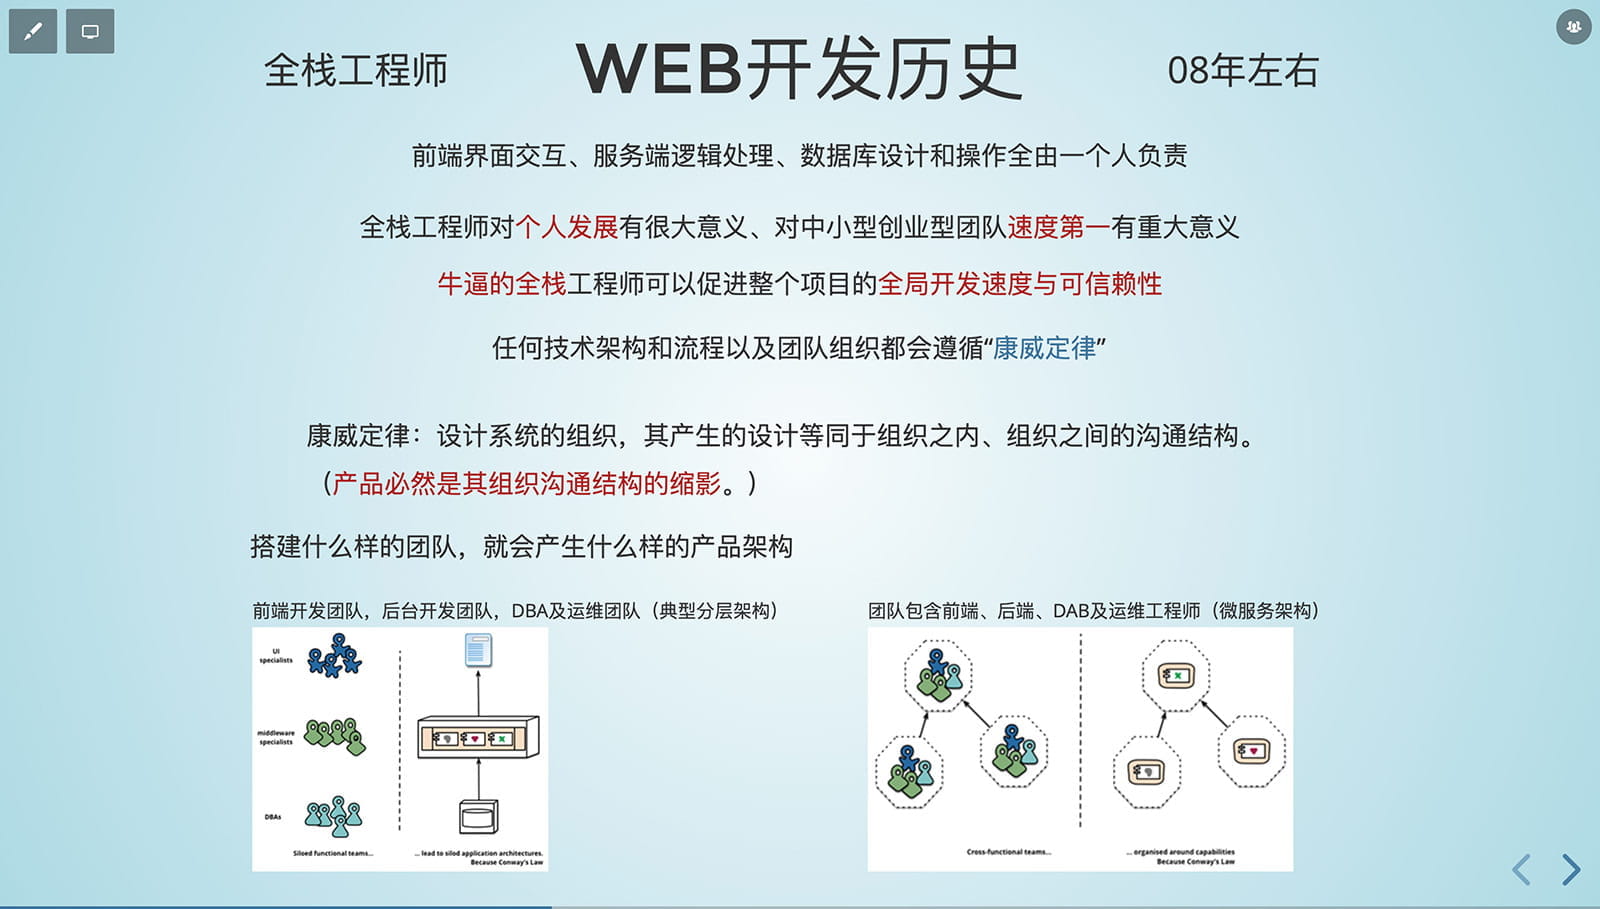 全栈工程师
WEB开发历史
08年左右
前端界面交互、服务端逻辑处理、数据库设计和操作全由一个人负责
全栈工程师对个人发展有很大意义、对中小型创业型团队速度第一有重大意义
牛逼的全栈工程师可以促进整个项目的全局开发速度与可信赖性
任何技术架构和流程以及团队组织都会遵循“康威定律”
康威定律：设计系统的组织，其产生的设计等同于组织之内、组织之间的沟通结构。
（产品必然是其组织沟通结构的缩影。）
搭建什么样的团队，就会产生什么样的产品架构
前端开发团队，后台开发团队，DBA及运维团队（典型分层架构）
UI
specialists
middleware
specialists
DBAs
Siloed functional teams...
... lead to silod application architectures.
Because Conway's Law
团队包含前端、后端、DAB及运维工程师（微服务架构）
Cross-functional teams...
... organised around capabilities
Because Conway's Law